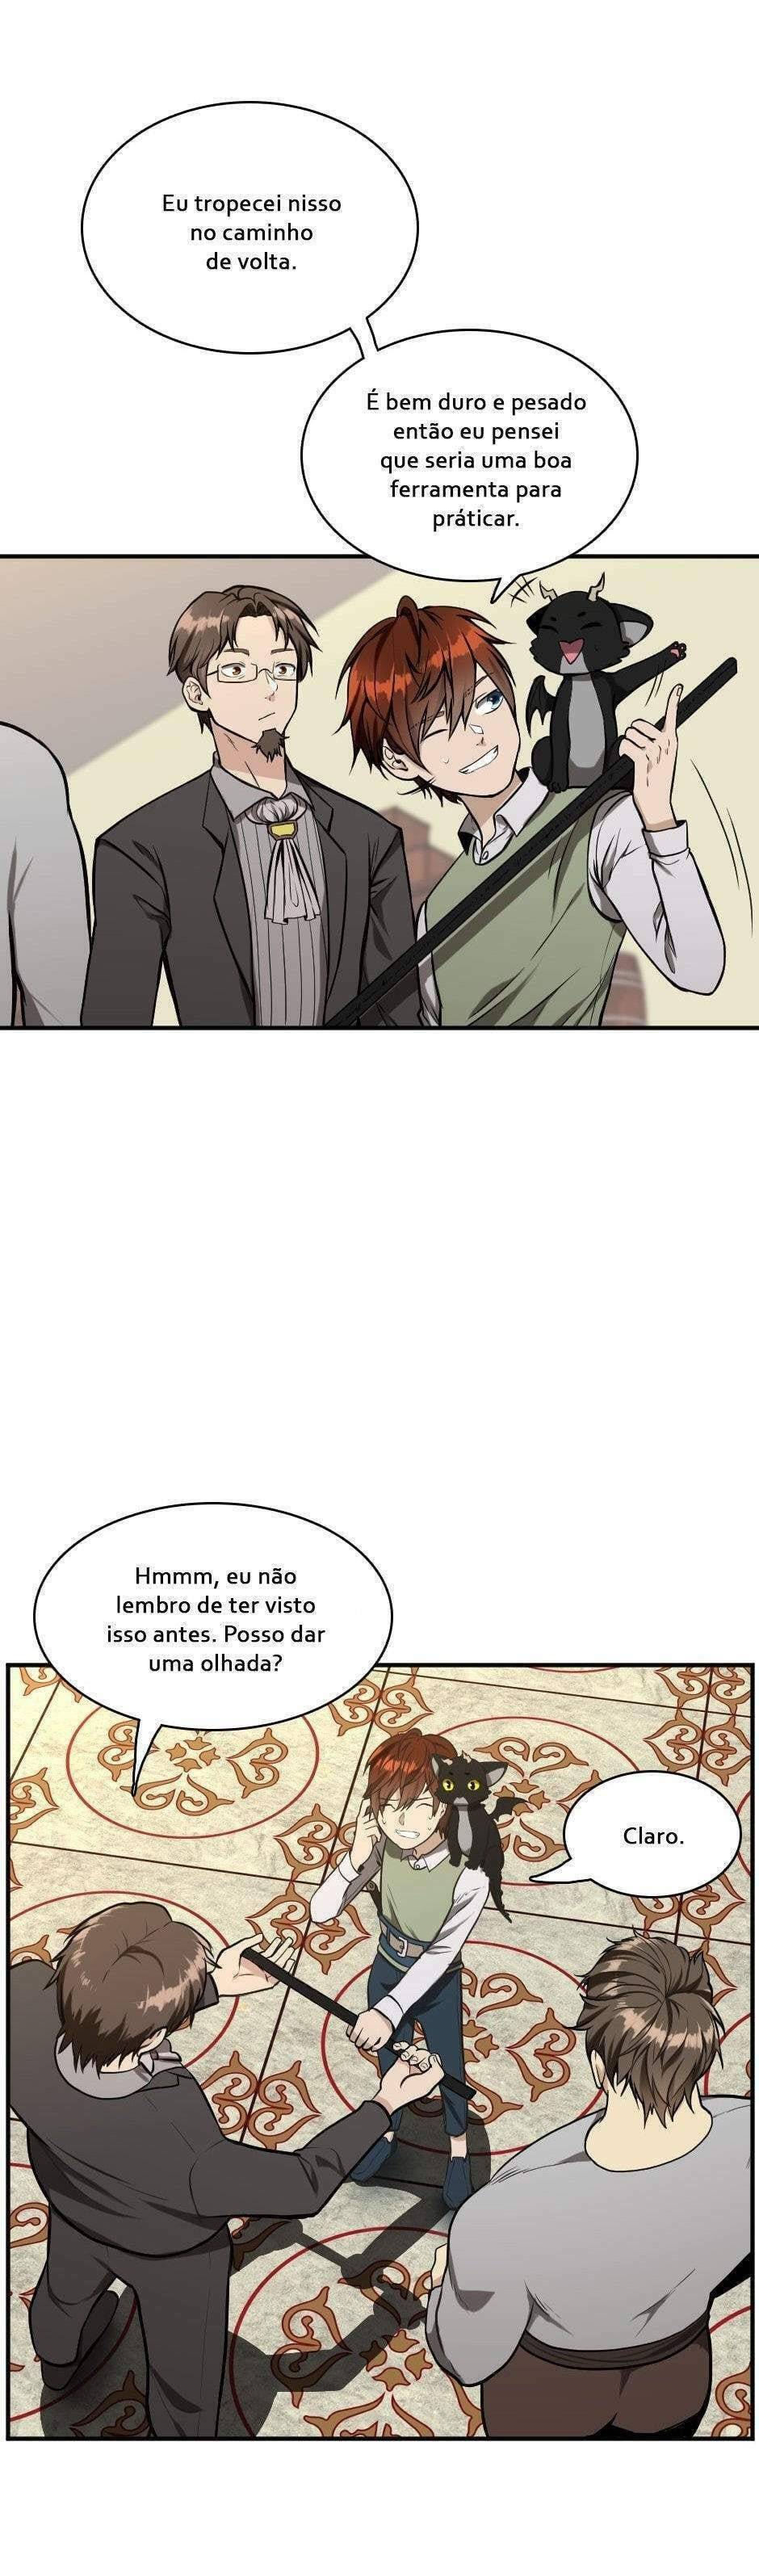 Eu tropecei nisso
no caminho
de volta.
É bem duro e pesado
então eu pensei
que seria uma boa
ferramenta para
práticar.
Hmmm, eu não
lembro de ter visto
isso antes. Posso dar
uma olhada?
Claro.